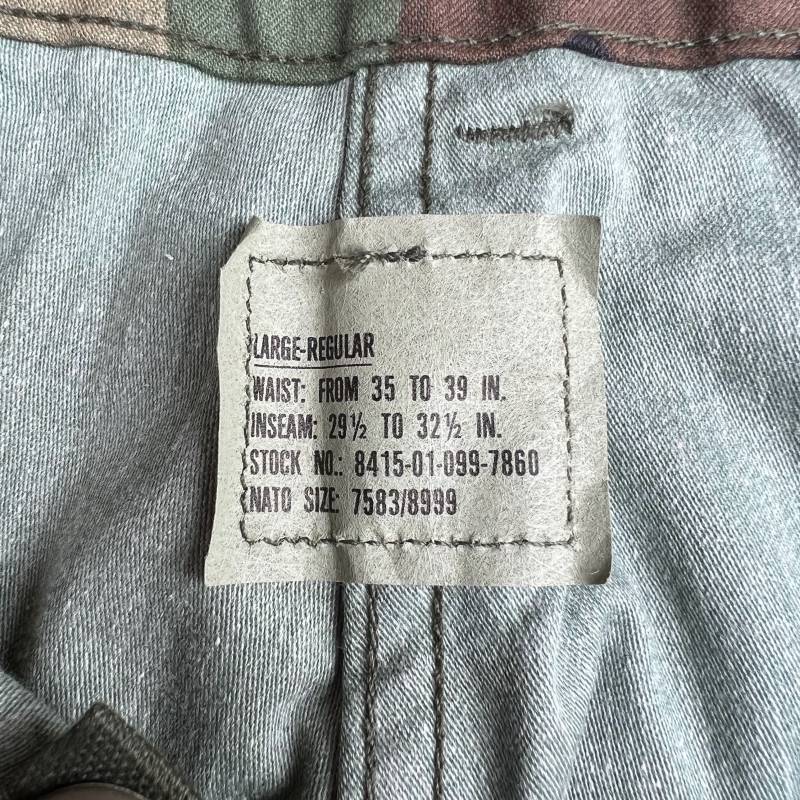 LARGE-REGULAR
WAIST: FROM 35 TO 39 IN.
INSEAM: 29½ TO 32½ IN.
STOCK NO.: 8415-01-099-7860
NATO SIZE: 7583/8999